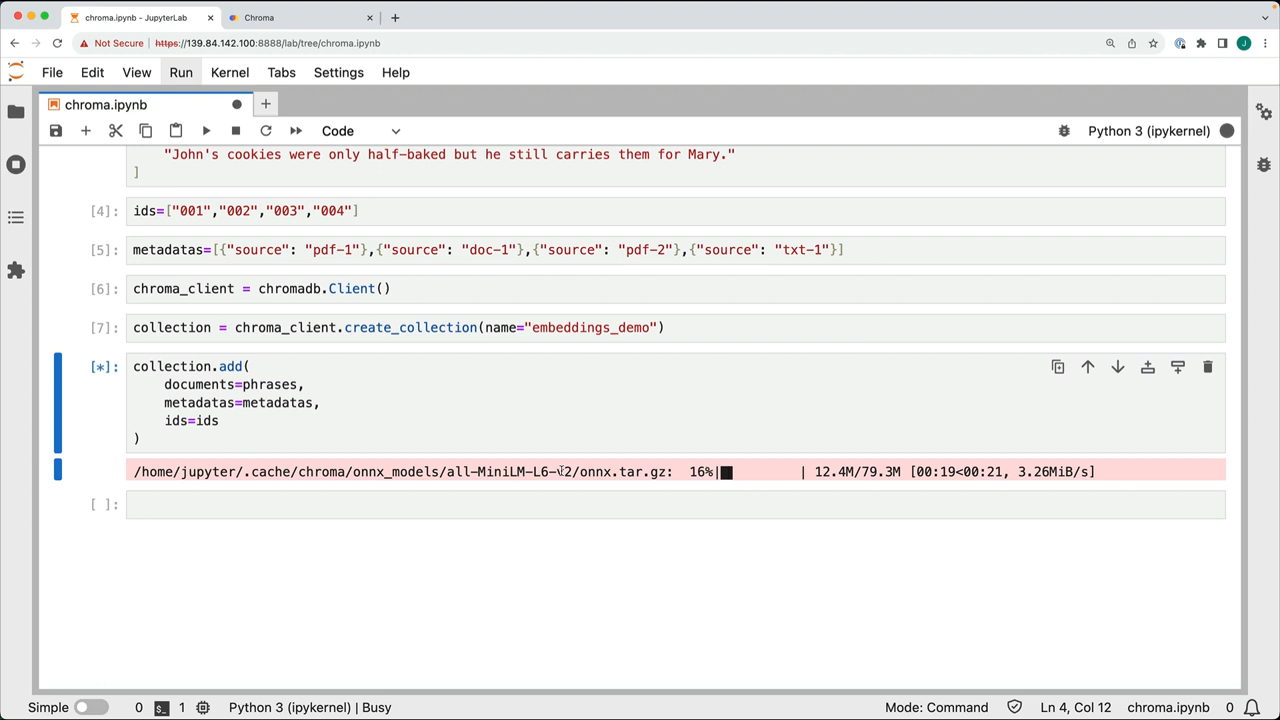 chroma.ipynb - JupyterLab
Chroma
Not Secure https://139.84.142.100:8888/lab/tree/chroma.ipynb
J
File Edit View Run Kernel Tabs Settings Help
chroma.ipynb
Code Python 3 (ipykernel)
"John's cookies were only half-baked but he still carries them for Mary."
]
[4]: ids=["001","002","003","004"]
[5]: metadatas=[{"source": "pdf-1"},{"source": "doc-1"},{"source": "pdf-2"},{"source": "txt-1"}]
[6]: chroma_client = chromadb.Client()
[7]: collection = chroma_client.create_collection(name="embeddings_demo")
[*]: collection.add(
documents=phrases,
metadatas=metadatas,
ids=ids
)
/home/jupyter/.cache/chroma/onnx_models/all-MiniLM-L6-v2/onnx.tar.gz: 16%|█ | 12.4M/79.3M [00:19<00:21, 3.26MiB/s]
[ ]:
Simple 0 $_ 1 Python 3 (ipykernel) | Busy Mode: Command Ln 4, Col 12 chroma.ipynb 0